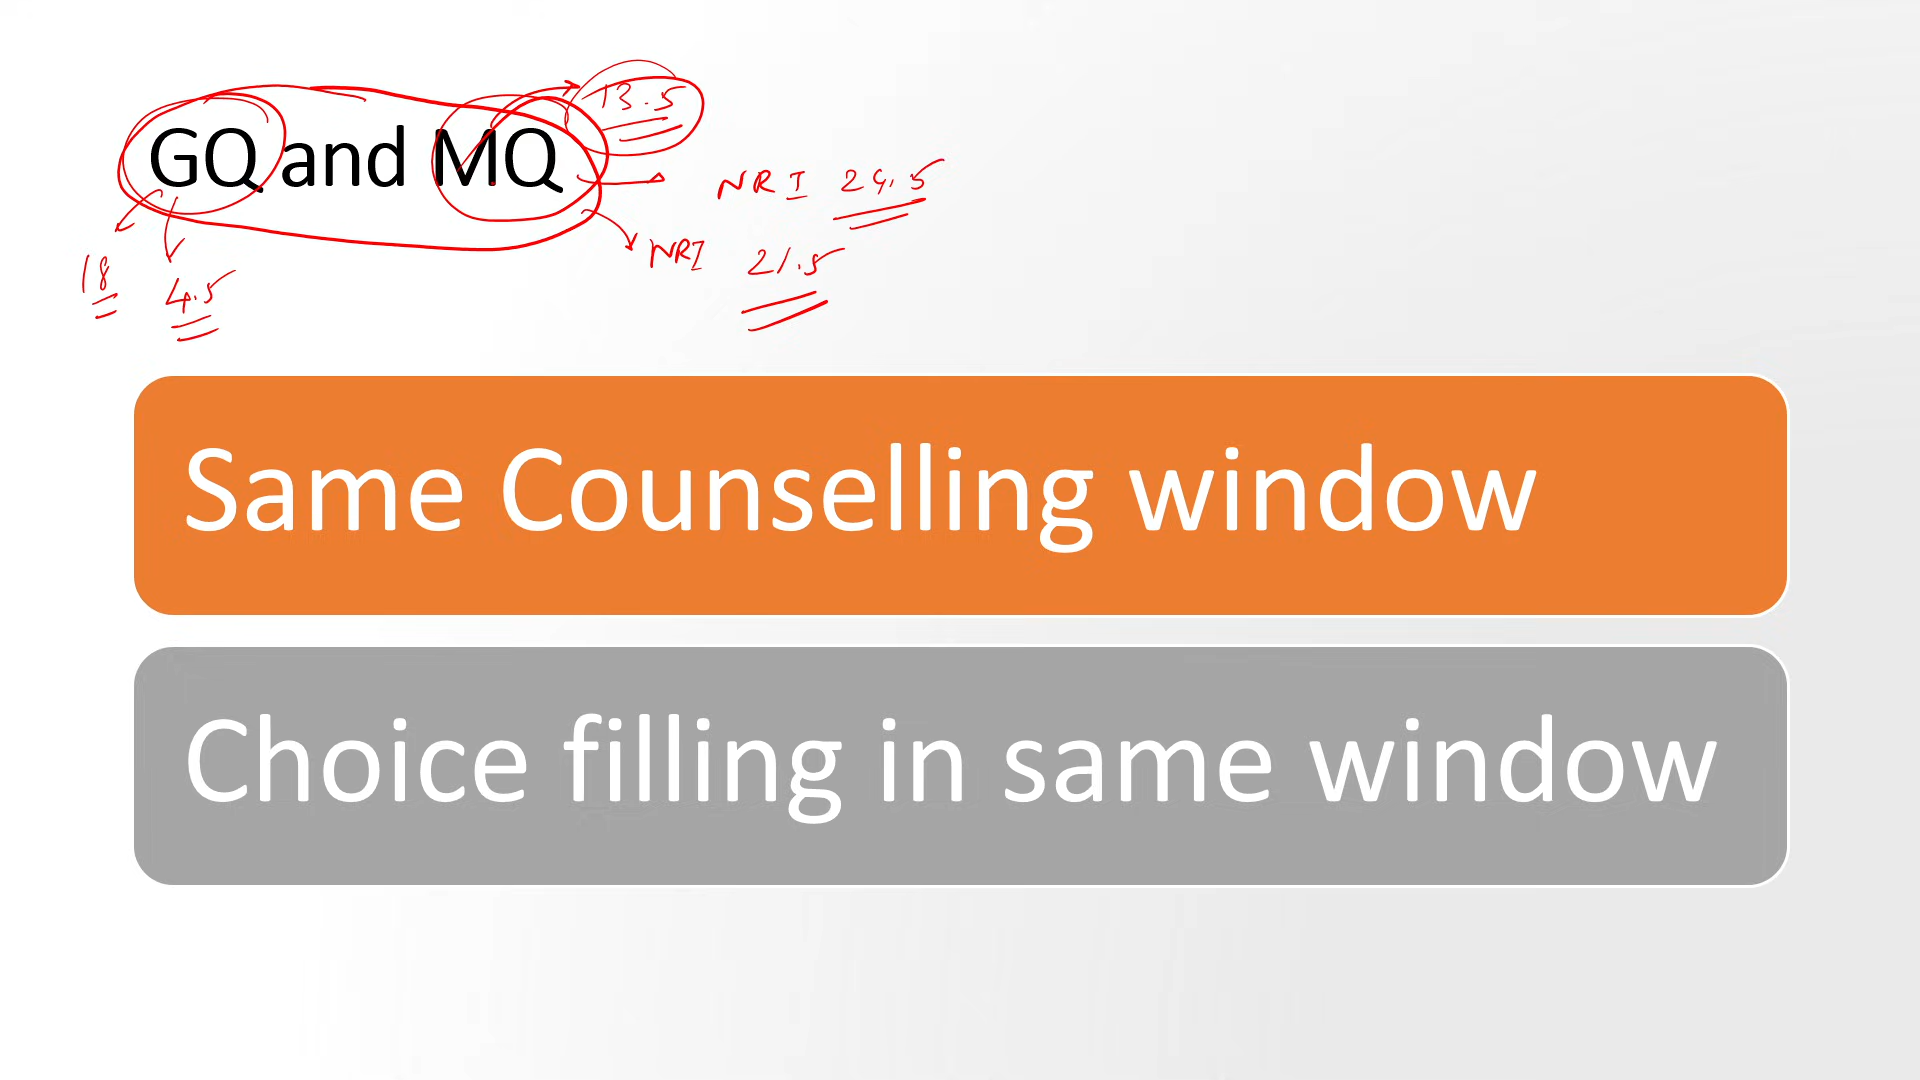 13.5
GQ and MQ
NRI 24.5
NRI 21.5
18 4.5
Same Counselling window
Choice filling in same window